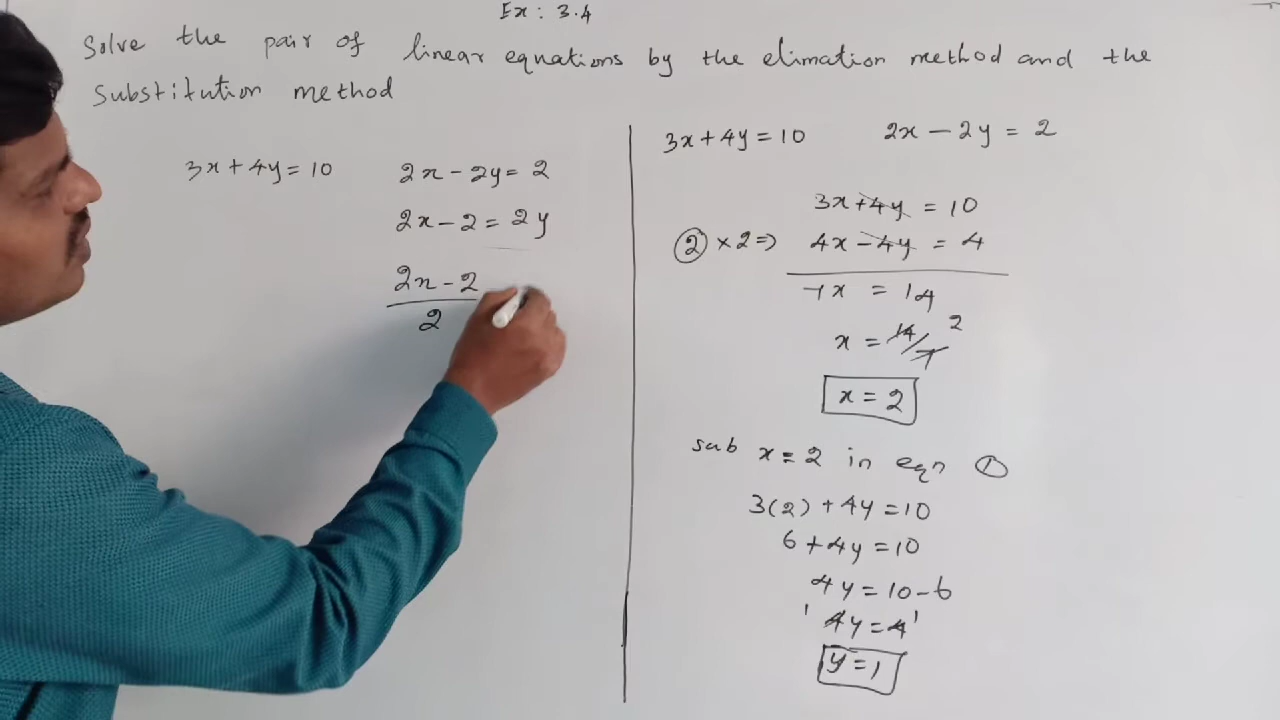 Ex : 3.4
Solve the pair of linear equations by the elimation method and the
substitution method
3x + 4y = 10 2x - 2y = 2
2x - 2 = 2y
2x - 2
2
3x + 4y = 10 2x - 2y = 2
3x + 4y = 10
② × 2 ⇒ 4x - 4y = 4
7x = 14
x = 14/7 2
x = 2
sub x = 2 in eqn ①
3(2) + 4y = 10
6 + 4y = 10
4y = 10 - 6
1 4y = 4 1
y = 1